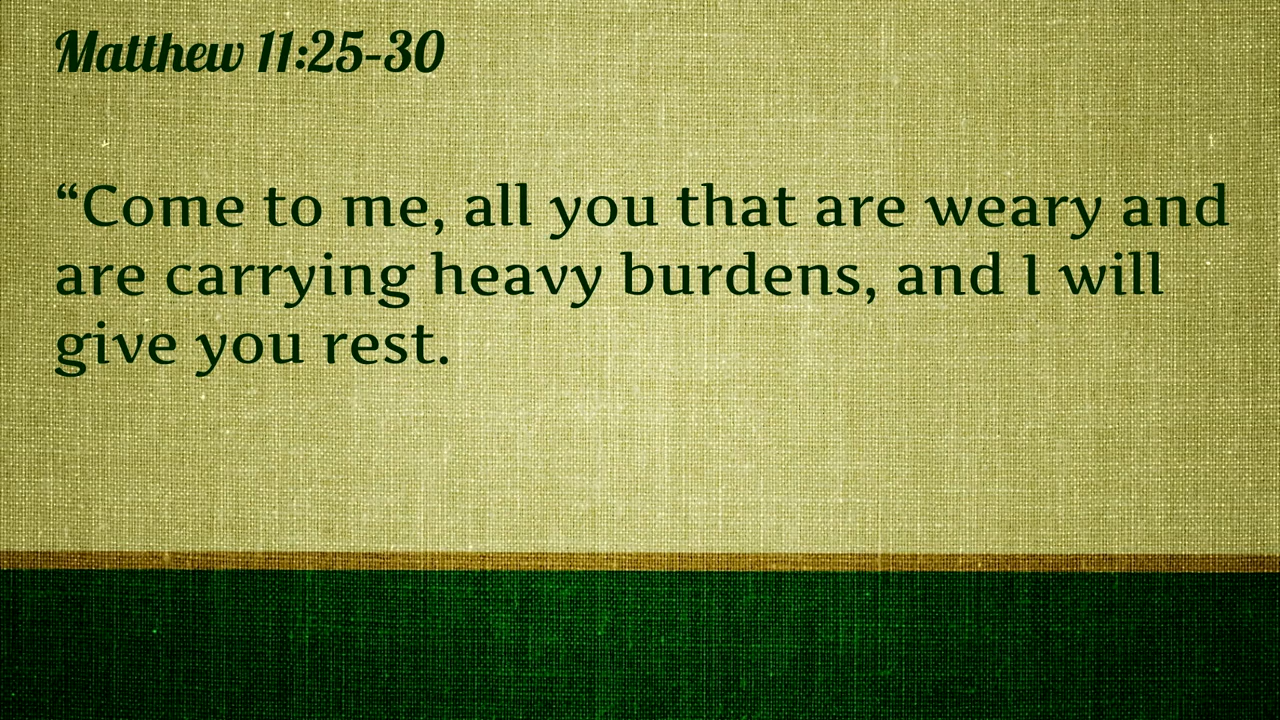 Matthew 11:25-30
“Come to me, all you that are weary and
are carrying heavy burdens, and I will
give you rest.